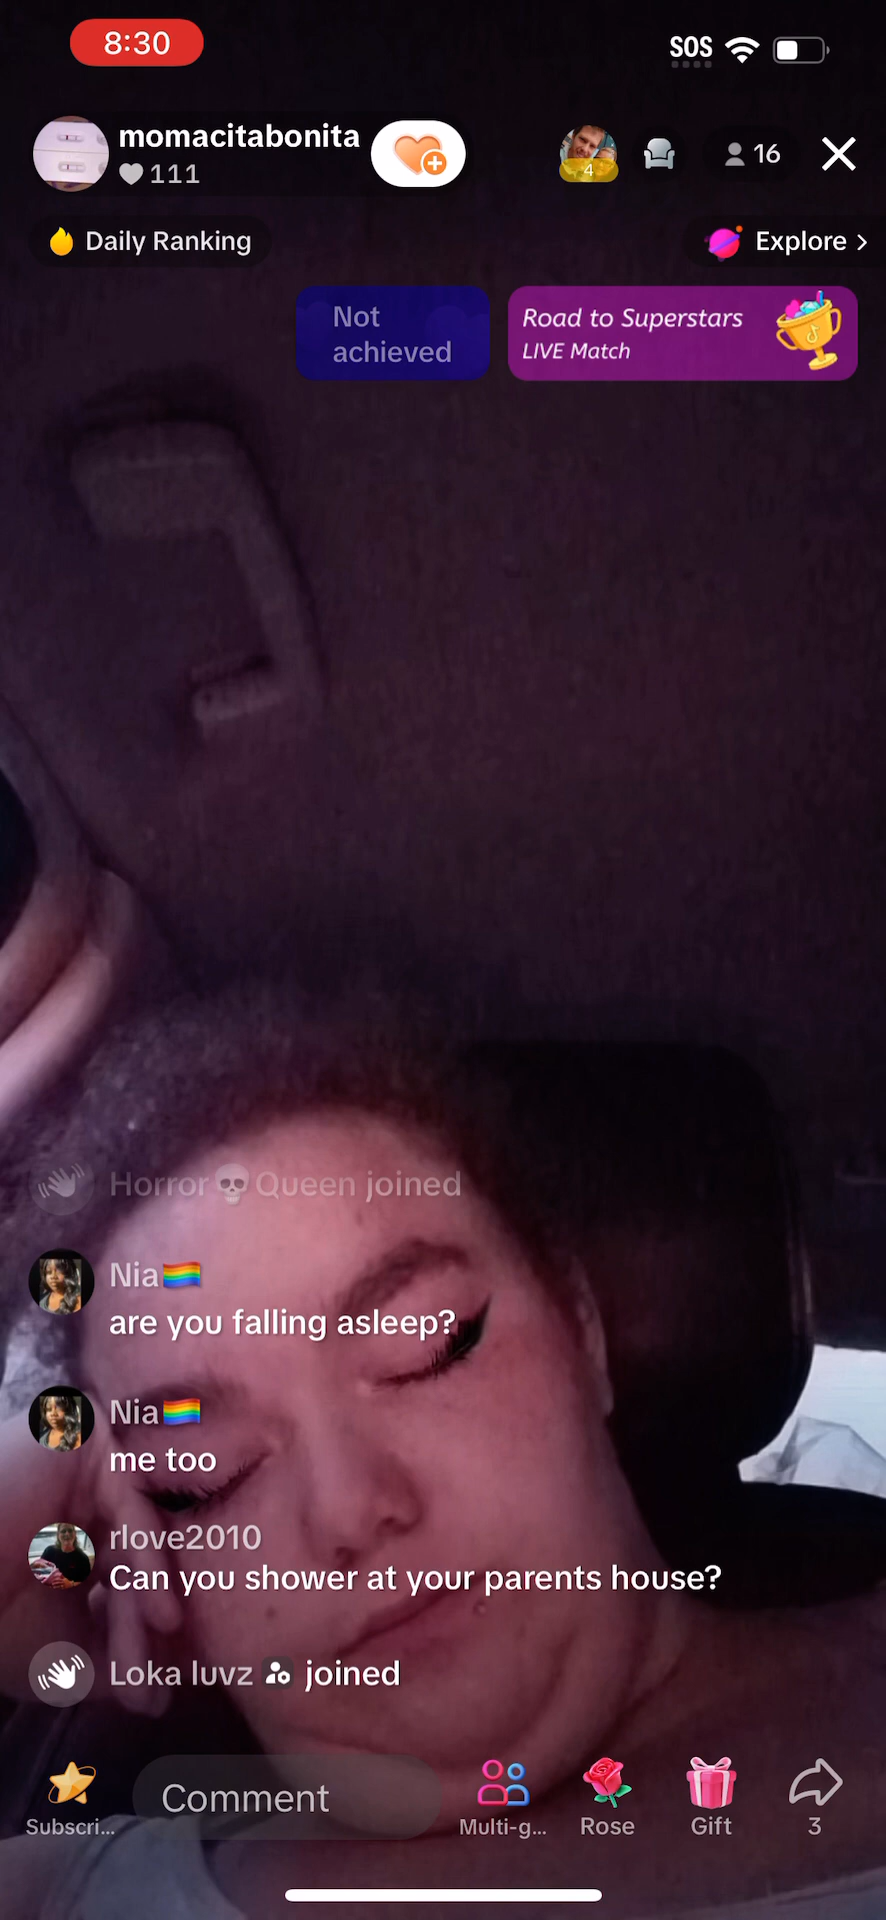 8:30
SOS
momacitabonita
111
4
16
Daily Ranking
Explore >
Not
achieved
Road to Superstars
LIVE Match
Horror💀Queen joined
Nia🏳️‍🌈
are you falling asleep?
Nia🏳️‍🌈
me too
rlove2010
Can you shower at your parents house?
Loka luvz joined
Subscri...
Comment
Multi-g...
Rose
Gift
3